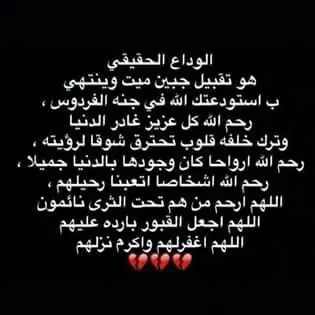 الوداع الحقيقي
هو تقبيل جبين ميت وينتهي
ب استودعتك الله في جنه الفردوس ،
رحم الله كل عزيز غادر الدنيا
وترك خلفه قلوب تحترق شوقا لرؤيته ،
رحم الله ارواحا كان وجودها بالدنيا جميلا ،
رحم الله اشخاصا اتعبنا رحيلهم ،
اللهم ارحم من هم تحت الثرى نائمون
اللهم اجعل القبور بارده عليهم
اللهم اغفرلهم واكرم نزلهم
💔💔💔